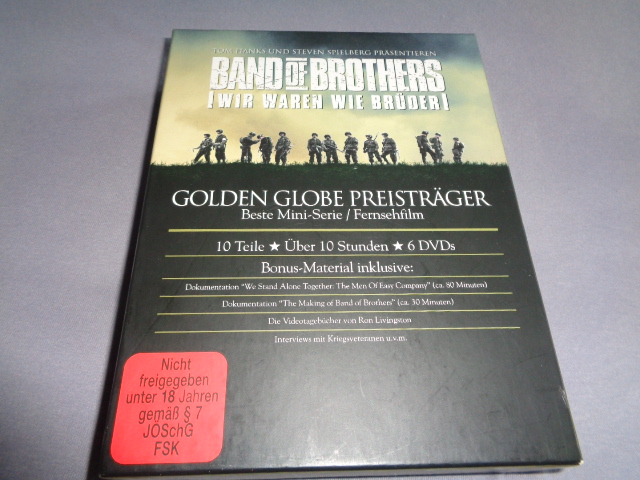 TOM HANKS UND STEVEN SPIELBERG PRÄSENTIEREN
BAND OF BROTHERS
[WIR WAREN WIE BRÜDER]
GOLDEN GLOBE PREISTRÄGER
Beste Mini-Serie / Fernsehfilm
10 Teile ★ Über 10 Stunden ★ 6 DVDs
Bonus-Material inklusive:
Dokumentation "We Stand Alone Together: The Men Of Easy Company" (ca. 80 Minuten)
Dokumentation "The Making of Band of Brothers" (ca. 30 Minuten)
Die Videotagebücher von Ron Livingston
Interviews mit Kriegsveteranen u.v.m.
Nicht
freigegeben
unter 18 Jahren
gemäß § 7
JÖSchG
FSK